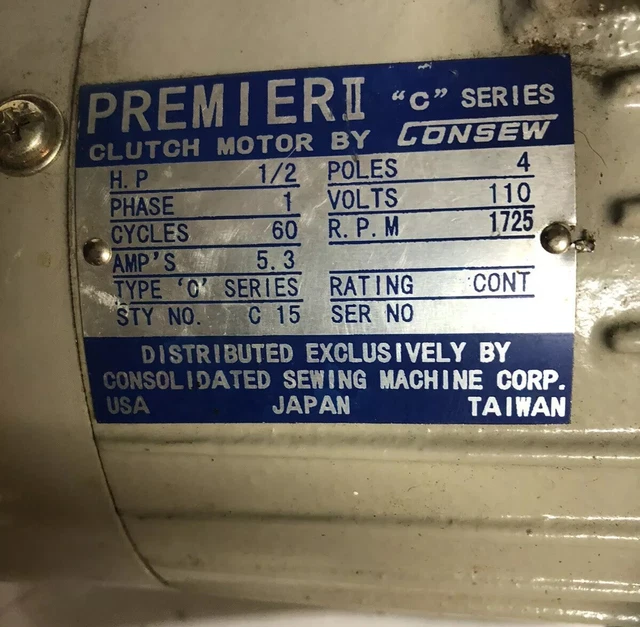 PREMIER II "C" SERIES
CLUTCH MOTOR BY CONSEW
H.P 1/2 POLES 4
PHASE 1 VOLTS 110
CYCLES 60 R.P.M 1725
AMP'S 5.3
TYPE 'O' SERIES RATING CONT
STY NO. C 15 SER NO
DISTRIBUTED EXCLUSIVELY BY
CONSOLIDATED SEWING MACHINE CORP.
USA JAPAN TAIWAN